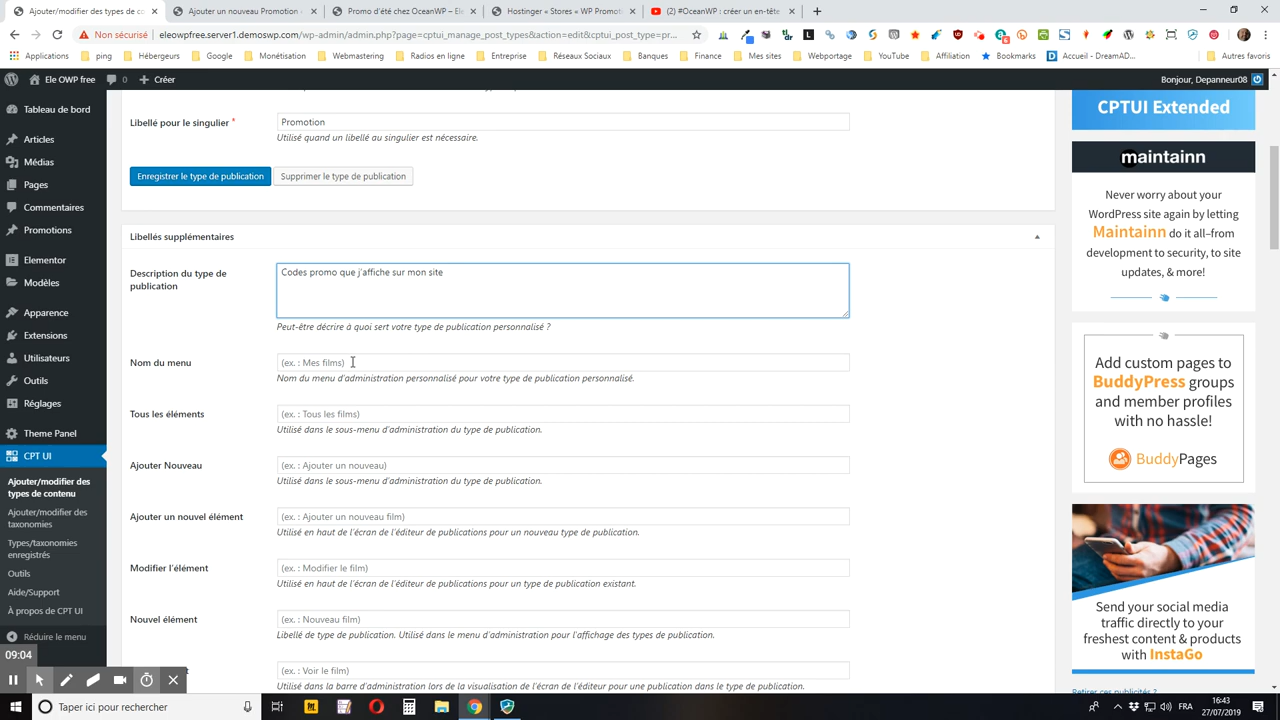 Ajouter/modifier des types de co
Ajouter un nouveau Promotion ‹
Promo d'été chez OceanWP – Ele
Hostinger « Stores « WP Promoti
(2) #OceanWP : créer un en-tête
Non sécurisé
eleowpfree.server1.demoswp.com/wp-admin/admin.php?page=cptui_manage_post_types&action=edit&cptui_post_type=pr...
Applications
ping
Hébergeurs
Google
Monétisation
Webmastering
Radios en ligne
Entreprise
Réseaux Sociaux
Banques
Finance
Mes sites
Webportage
YouTube
Affiliation
Bookmarks
Accueil - DreamAD...
Autres favoris
Ele OWP free
0
Créer
Bonjour, Depanneur08
Tableau de bord
Articles
Médias
Pages
Commentaires
Promotions
Elementor
Modèles
Apparence
Extensions
Utilisateurs
Outils
Réglages
Theme Panel
CPT UI
Ajouter/modifier des
types de contenu
Ajouter/modifier des
taxonomies
Types/taxonomies
enregistrés
Outils
Aide/Support
À propos de CPT UI
Réduire le menu
09:04
Libellé pour le singulier *
Promotion
Utilisé quand un libellé au singulier est nécessaire.
Enregistrer le type de publication
Supprimer le type de publication
Libellés supplémentaires
Description du type de
publication
Codes promo que j'affiche sur mon site
Peut-être décrire à quoi sert votre type de publication personnalisé ?
Nom du menu
(ex. : Mes films)
Nom du menu d'administration personnalisé pour votre type de publication personnalisé.
Tous les éléments
(ex. : Tous les films)
Utilisé dans le sous-menu d'administration du type de publication.
Ajouter Nouveau
(ex. : Ajouter un nouveau)
Utilisé dans le sous-menu d'administration du type de publication.
Ajouter un nouvel élément
(ex. : Ajouter un nouveau film)
Utilisé en haut de l'écran de l'éditeur de publications pour un nouveau type de publication.
Modifier l'élément
(ex. : Modifier le film)
Utilisé en haut de l'écran de l'éditeur de publications pour un type de publication existant.
Nouvel élément
(ex. : Nouveau film)
Libellé de type de publication. Utilisé dans le menu d'administration pour l'affichage des types de publication.
(ex. : Voir le film)
Utilisé dans la barre d'administration lors de la visualisation de l'écran de l'éditeur pour une publication dans le type de publication.
CPTUI Extended
maintainn
Never worry about your
WordPress site again by letting
Maintainn do it all–from
development to security, to site
updates, & more!
Add custom pages to
BuddyPress groups
and member profiles
with no hassle!
BuddyPages
Send your social media
traffic directly to your
freshest content & products
with InstaGo
Retirer ces publicités ?
Taper ici pour rechercher
FRA
16:43
27/07/2019